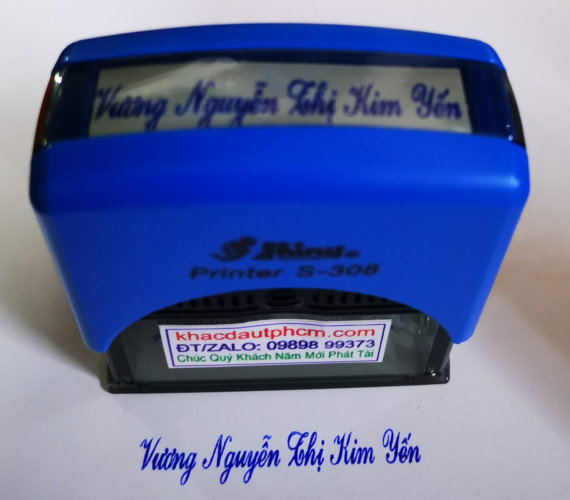 Vương Nguyễn Thị Kim Yến
Shiny®
Printer S-308
khacdautphcm.com
ĐT/ZALO: 09898 99373
Chúc Quý Khách Năm Mới Phát Tài
Vương Nguyễn Thị Kim Yến